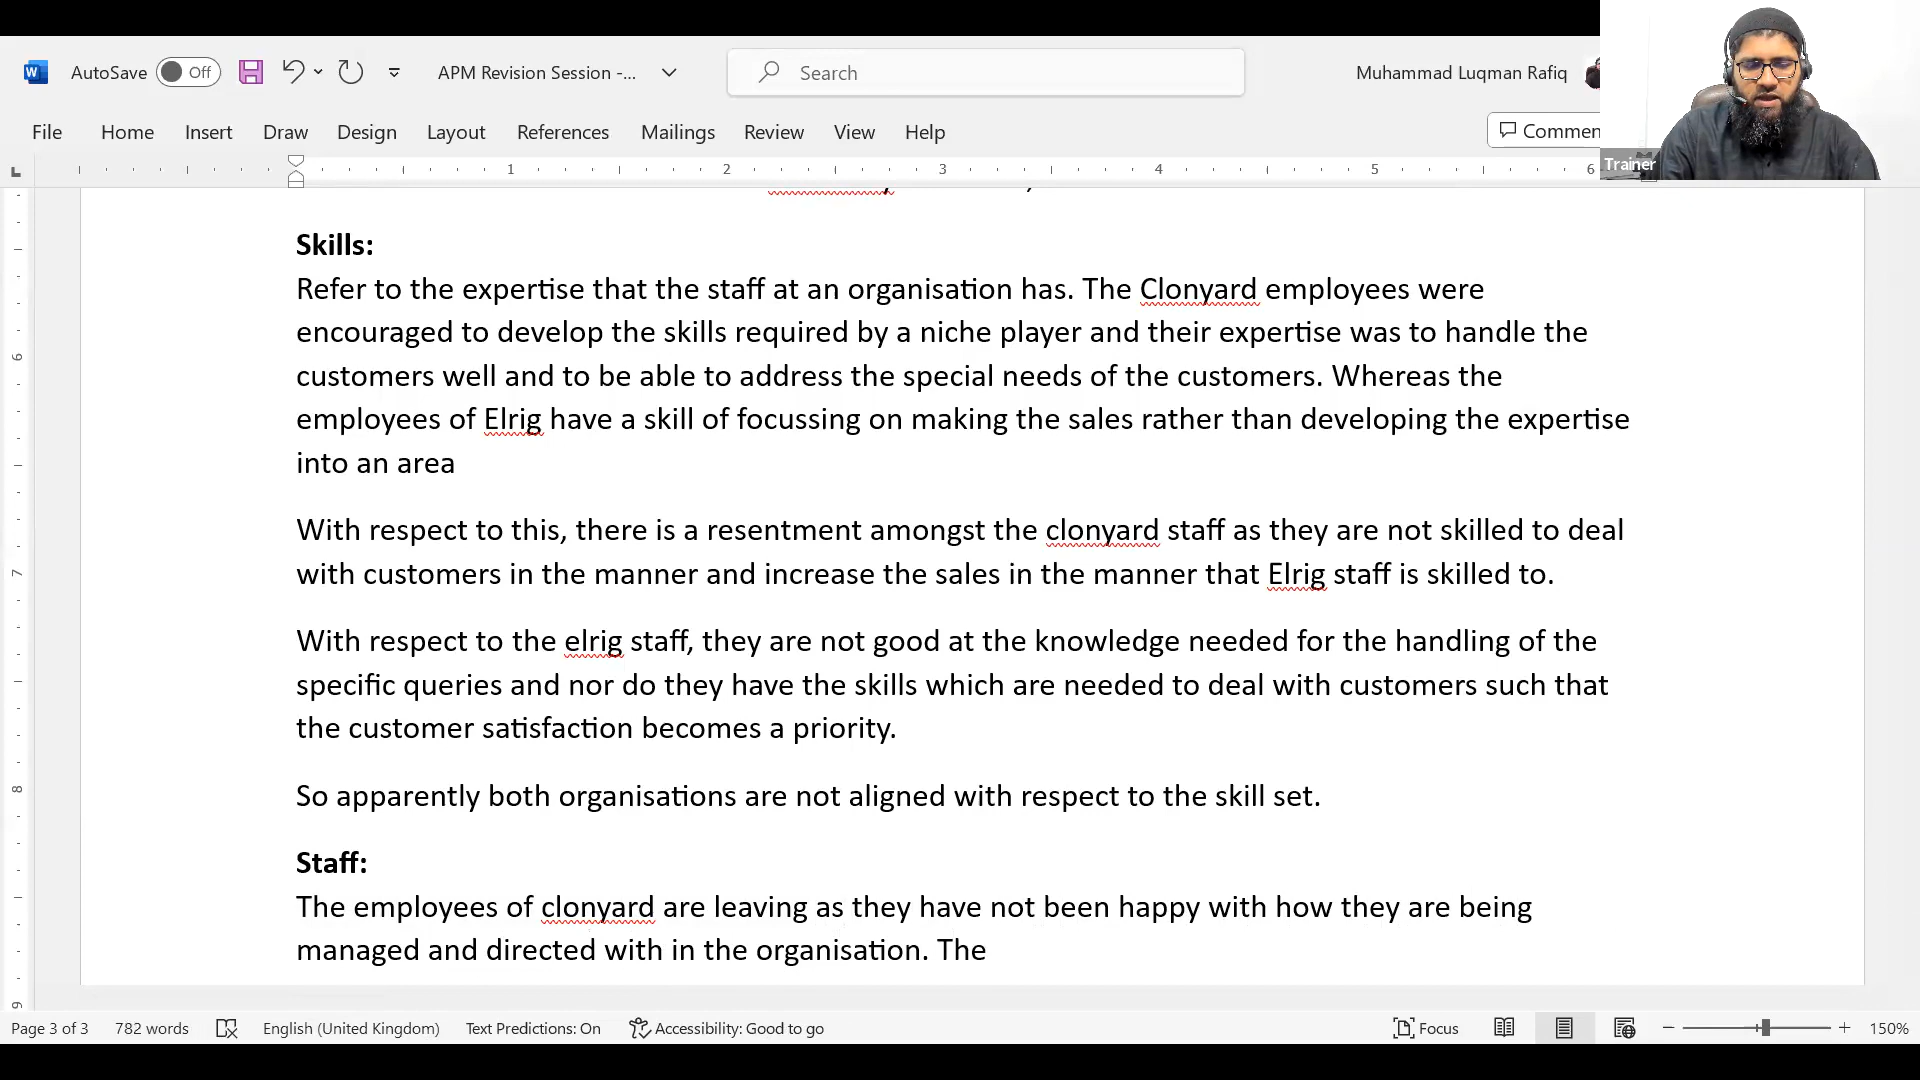 AutoSave Off APM Revision Session -... Search Muhammad Luqman Rafiq
File Home Insert Draw Design Layout References Mailings Review View Help Commen
Trainer
1 2 3 4 5 6
Skills:
Refer to the expertise that the staff at an organisation has. The Clonyard employees were
encouraged to develop the skills required by a niche player and their expertise was to handle the
customers well and to be able to address the special needs of the customers. Whereas the
employees of Elrig have a skill of focussing on making the sales rather than developing the expertise
into an area
With respect to this, there is a resentment amongst the clonyard staff as they are not skilled to deal
with customers in the manner and increase the sales in the manner that Elrig staff is skilled to.
With respect to the elrig staff, they are not good at the knowledge needed for the handling of the
specific queries and nor do they have the skills which are needed to deal with customers such that
the customer satisfaction becomes a priority.
So apparently both organisations are not aligned with respect to the skill set.
Staff:
The employees of clonyard are leaving as they have not been happy with how they are being
managed and directed with in the organisation. The
6
7
8
9
Page 3 of 3 782 words English (United Kingdom) Text Predictions: On Accessibility: Good to go Focus 150%